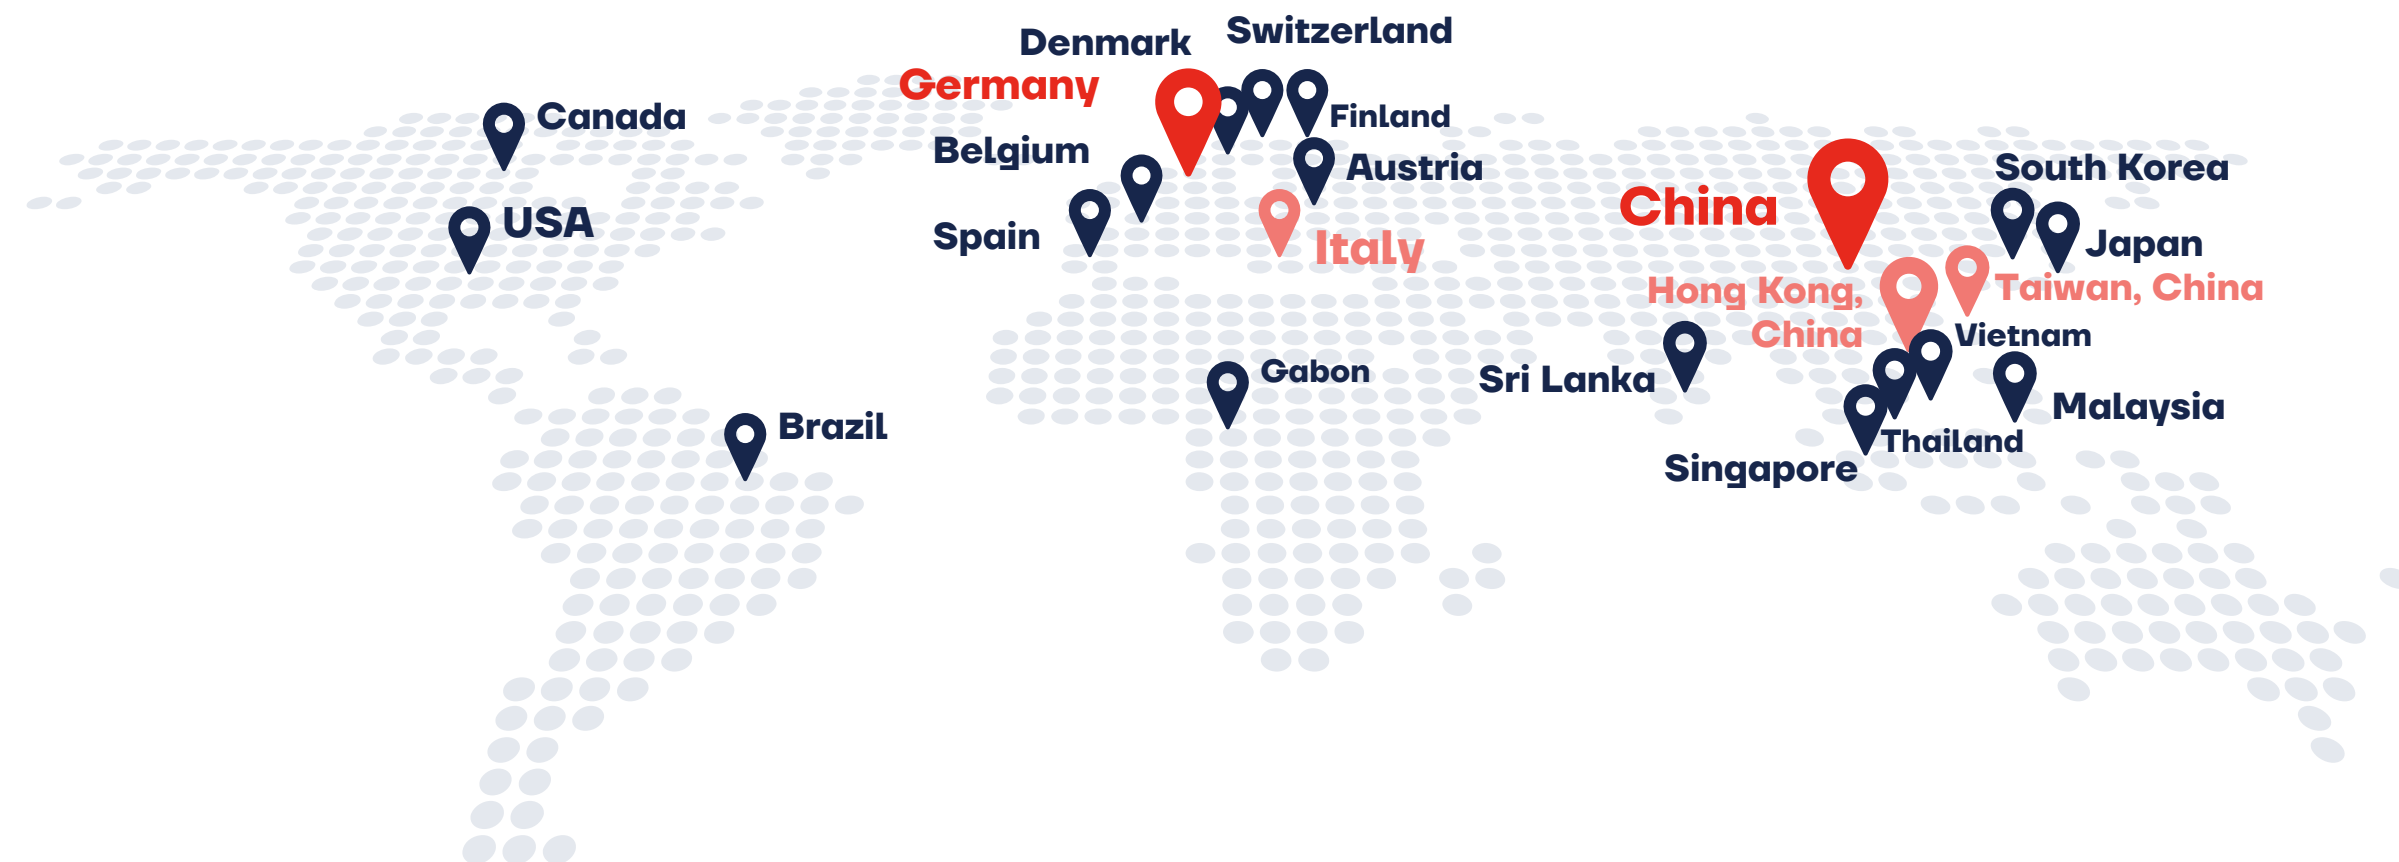 Switzerland
Denmark
Germany
Canada
Finland
Belgium
Austria
South Korea
China
USA
Spain
Italy
Japan
Hong Kong,
China
Taiwan, China
Vietnam
Gabon
Sri Lanka
Malaysia
Brazil
Thailand
Singapore